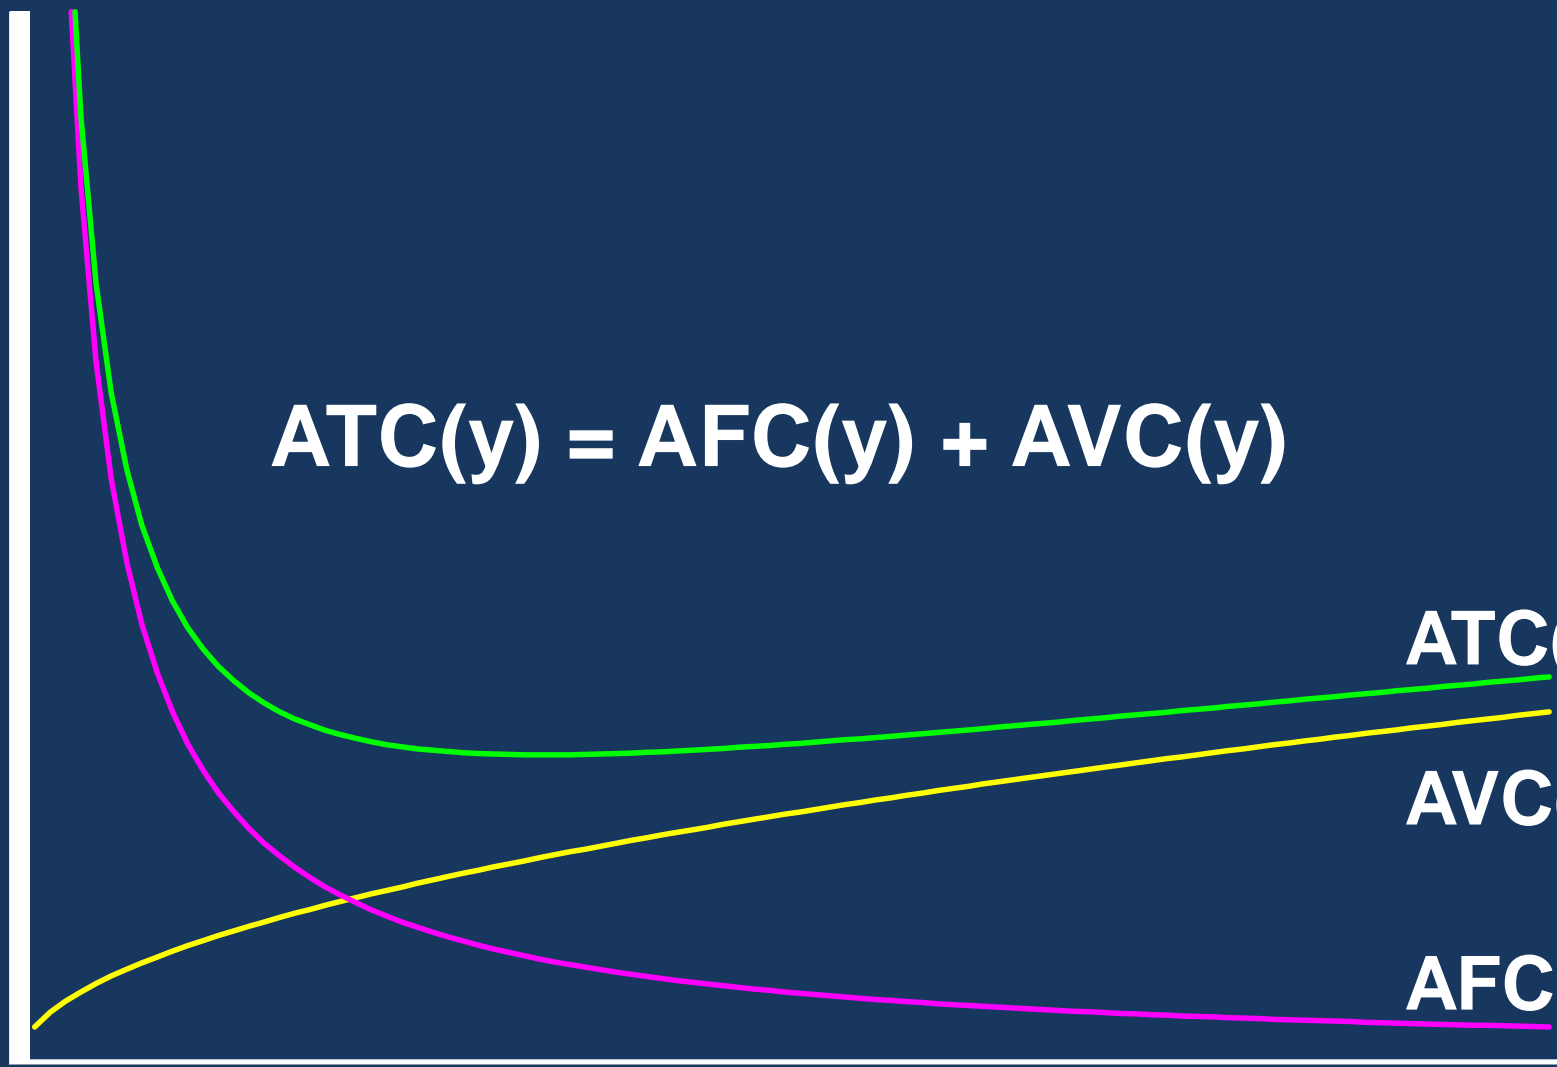 ATC(y) = AFC(y) + AVC(y)
ATC(
AVC
AFC